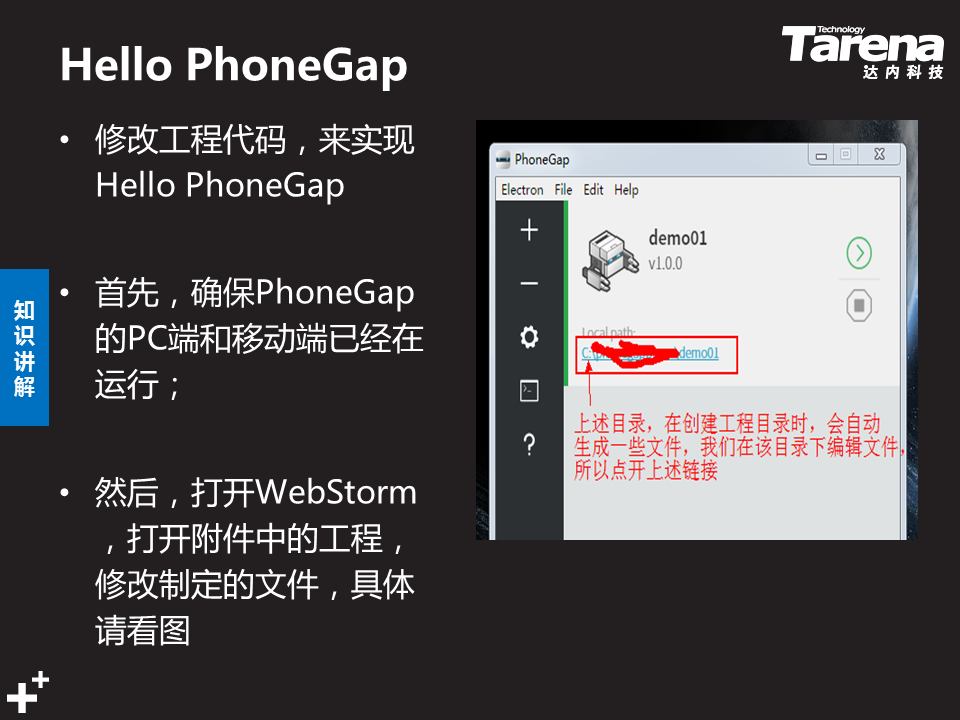 Hello PhoneGap
Technology
Tarena
达内科技
• 修改工程代码，来实现
Hello PhoneGap
• 首先，确保PhoneGap
的PC端和移动端已经在
运行；
• 然后，打开WebStorm
，打开附件中的工程，
修改制定的文件，具体
请看图
知
识
讲
解
PhoneGap
Electron File Edit Help
demo01
v1.0.0
Local path:
demo01
上述目录，在创建工程目录时，会自动
生成一些文件，我们在该目录下编辑文件，
所以点开上述链接